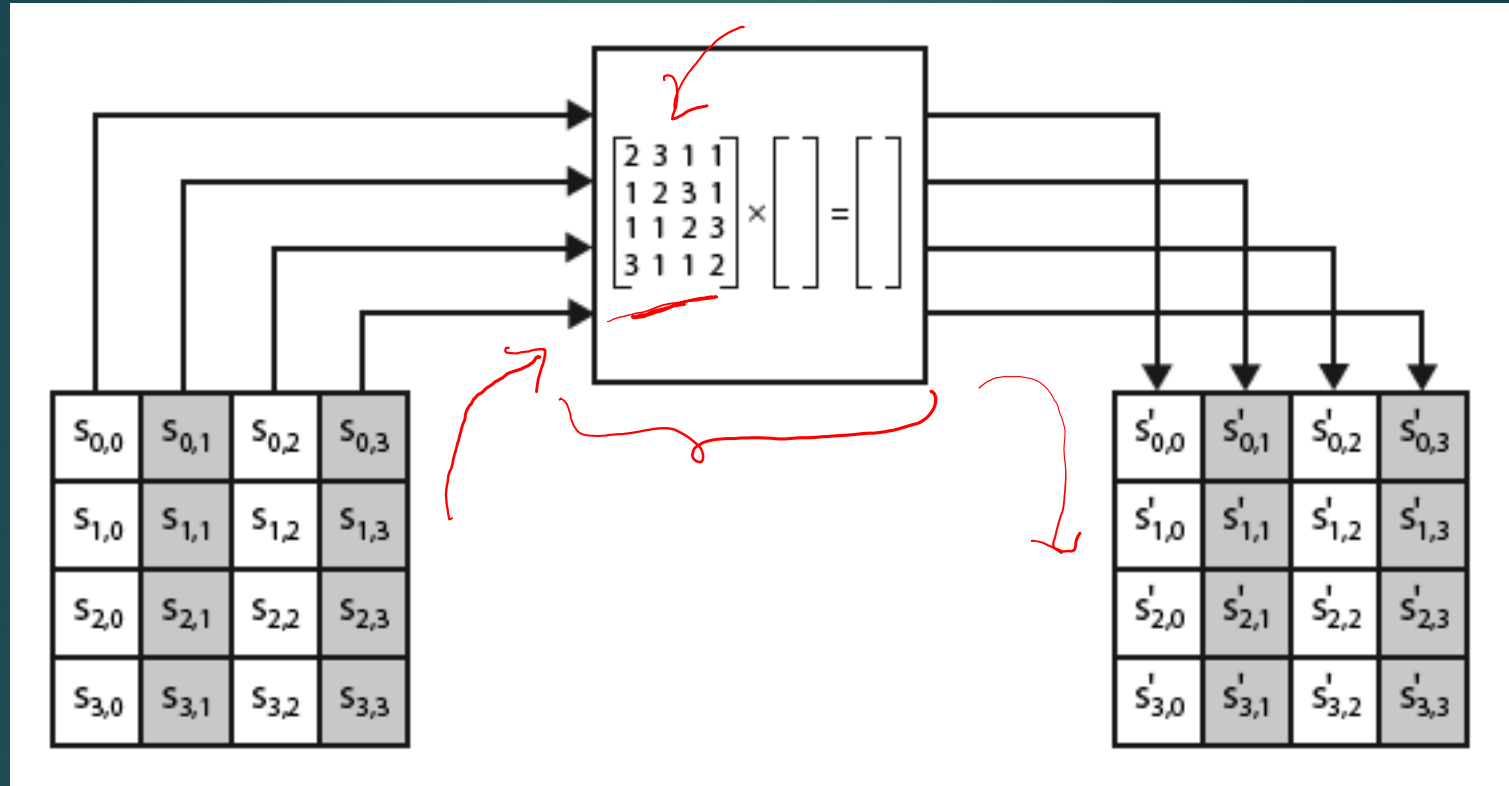 2 3 1 1
1 2 3 1
1 1 2 3
3 1 1 2
× =
S0,0 S0,1 S0,2 S0,3
S1,0 S1,1 S1,2 S1,3
S2,0 S2,1 S2,2 S2,3
S3,0 S3,1 S3,2 S3,3
S'0,0 S'0,1 S'0,2 S'0,3
S'1,0 S'1,1 S'1,2 S'1,3
S'2,0 S'2,1 S'2,2 S'2,3
S'3,0 S'3,1 S'3,2 S'3,3